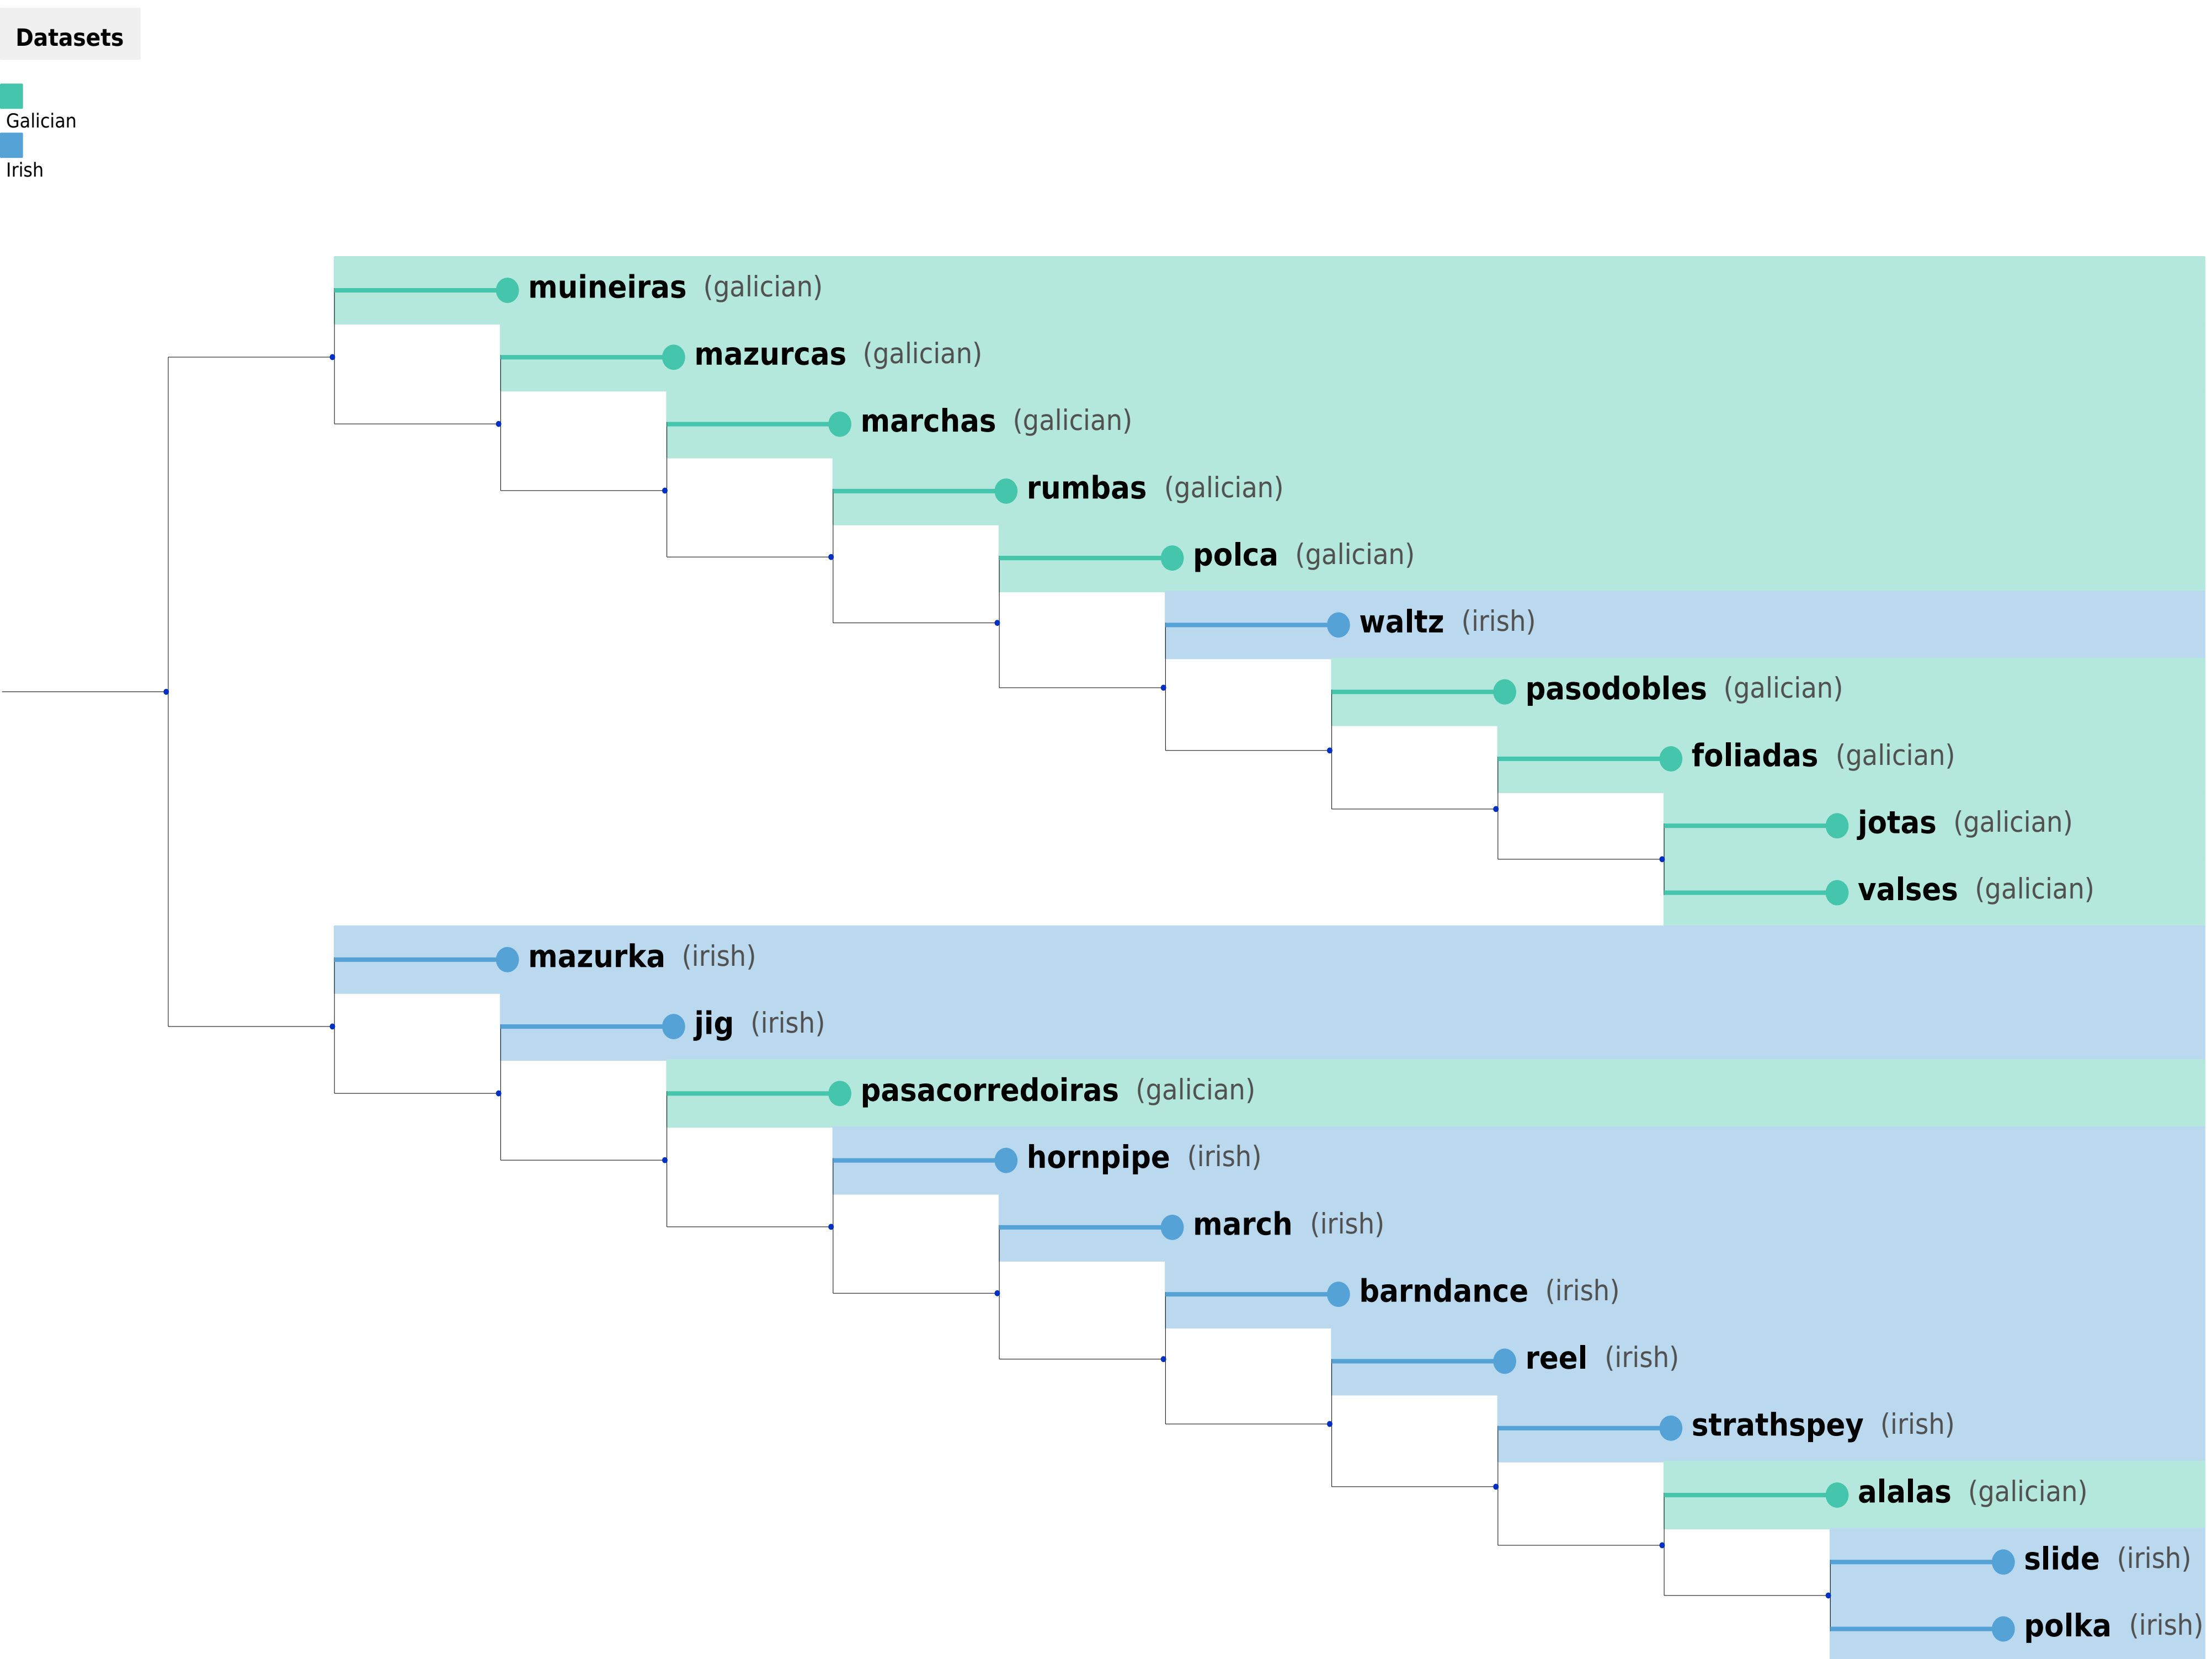 Datasets
Galician
Irish
muineiras (galician)
mazurcas (galician)
marchas (galician)
rumbas (galician)
polca (galician)
waltz (irish)
pasodobles (galician)
foliadas (galician)
jotas (galician)
valses (galician)
mazurka (irish)
jig (irish)
pasacorredoiras (galician)
hornpipe (irish)
march (irish)
barndance (irish)
reel (irish)
strathspey (irish)
alalas (galician)
slide (irish)
polka (irish)